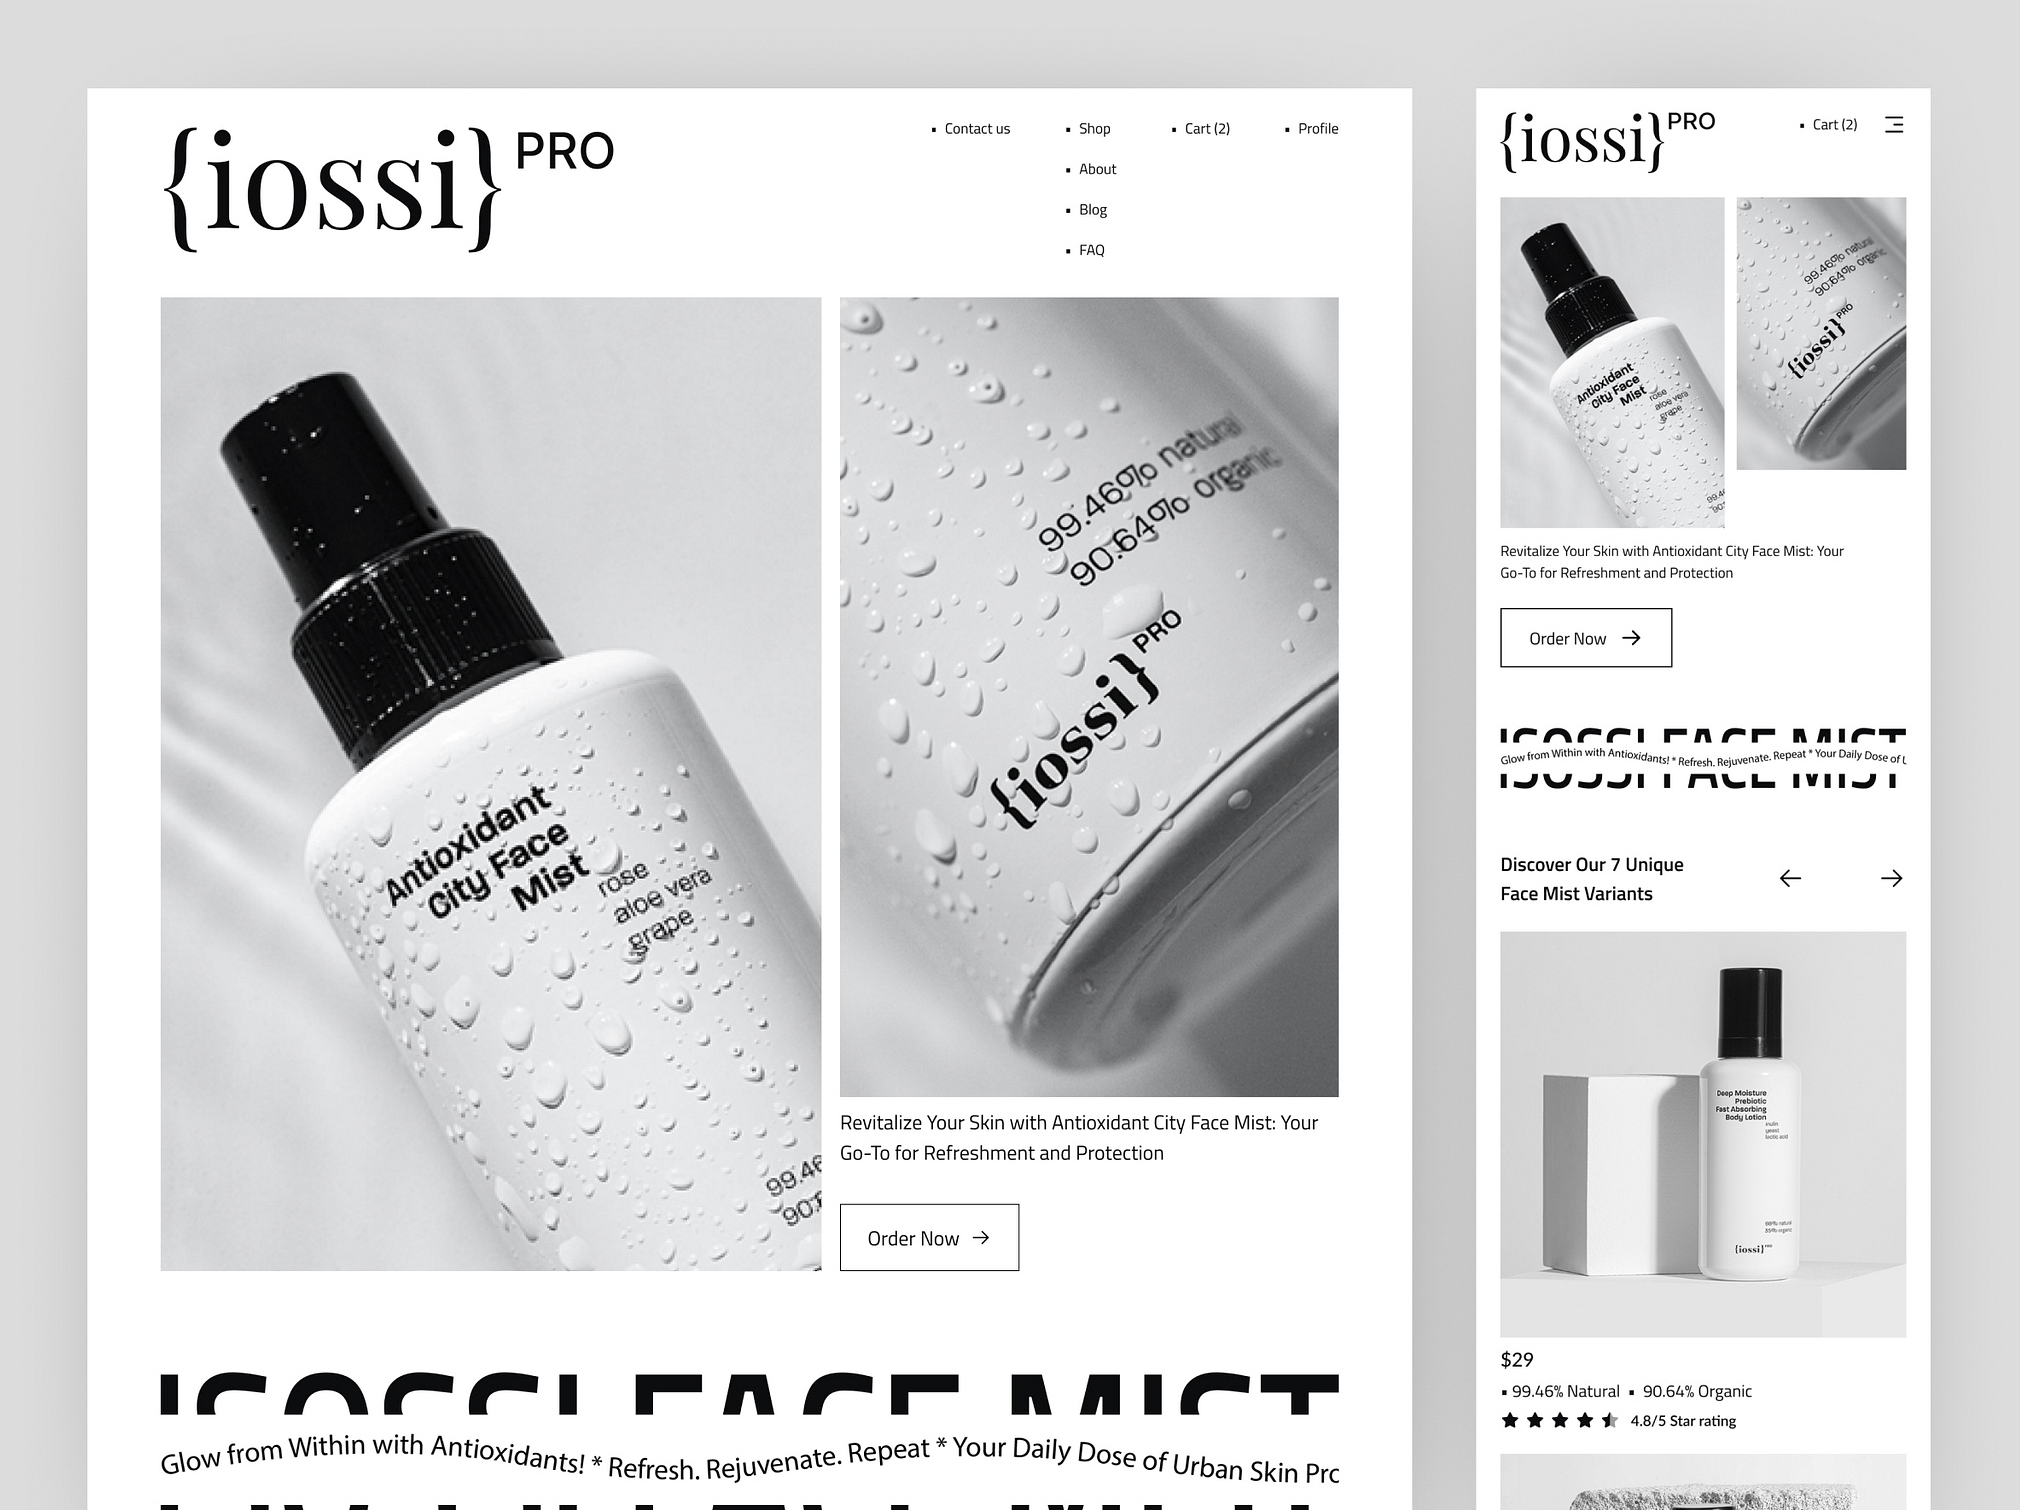 {iossi} PRO
Contact us
Shop
About
Blog
FAQ
Cart (2)
Profile
Antioxidant
City Face
Mist
rose
aloe vera
grape
99.46
90.
99.46% natural
90.64% organic
{iossi} PRO
Revitalize Your Skin with Antioxidant City Face Mist: Your
Go-To for Refreshment and Protection
Order Now
ISOSSI FACE MIST
Glow from Within with Antioxidants! * Refresh. Rejuvenate. Repeat * Your Daily Dose of Urban Skin Prc
{iossi} PRO
Cart (2)
Antioxidant
City Face
Mist
rose
aloe vera
grape
99.46% natural
90.64% organic
{iossi} PRO
Revitalize Your Skin with Antioxidant City Face Mist: Your
Go-To for Refreshment and Protection
Order Now
ISOSSI FACE MIST
Glow from Within with Antioxidants! * Refresh. Rejuvenate. Repeat * Your Daily Dose of
Discover Our 7 Unique
Face Mist Variants
Deep Moisture
Prebiotic
Fast Absorbing
Body Lotion
inulin
yeast
lactic acid
{iossi} PRO
$29
99.46% Natural
90.64% Organic
4.8/5 Star rating